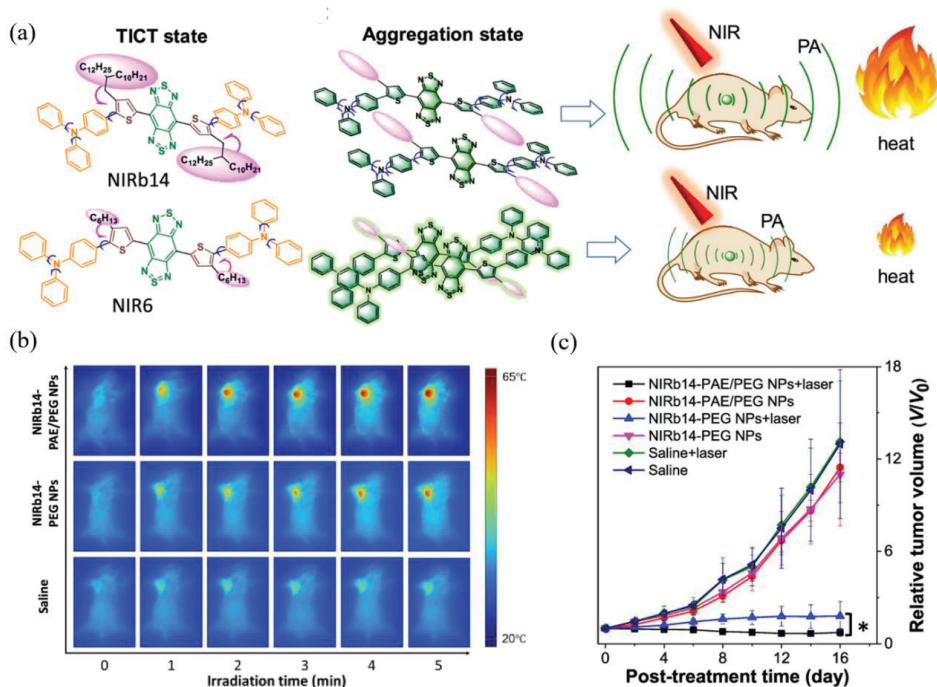 (a)
TICT state
Aggregation state
NIR
PA
C12H25
C10H21
S
N N
N
S
N N
S
N
C12H25
C10H21
NIRb14
heat
C6H13
S
N N
N
S
N N
S
N
C6H13
NIR6
NIR
PA
heat
(b)
NIRb14-
PAE/PEG NPs
NIRb14-
PEG NPs
Saline
65°C
20°C
0 1 2 3 4 5
Irradiation time (min)
(c)
NIRb14-PAE/PEG NPs+laser
NIRb14-PAE/PEG NPs
NIRb14-PEG NPs+laser
NIRb14-PEG NPs
Saline+laser
Saline
*
18
12
6
0
Relative tumor volume (V/V0)
0 4 8 12 16
Post-treatment time (day)